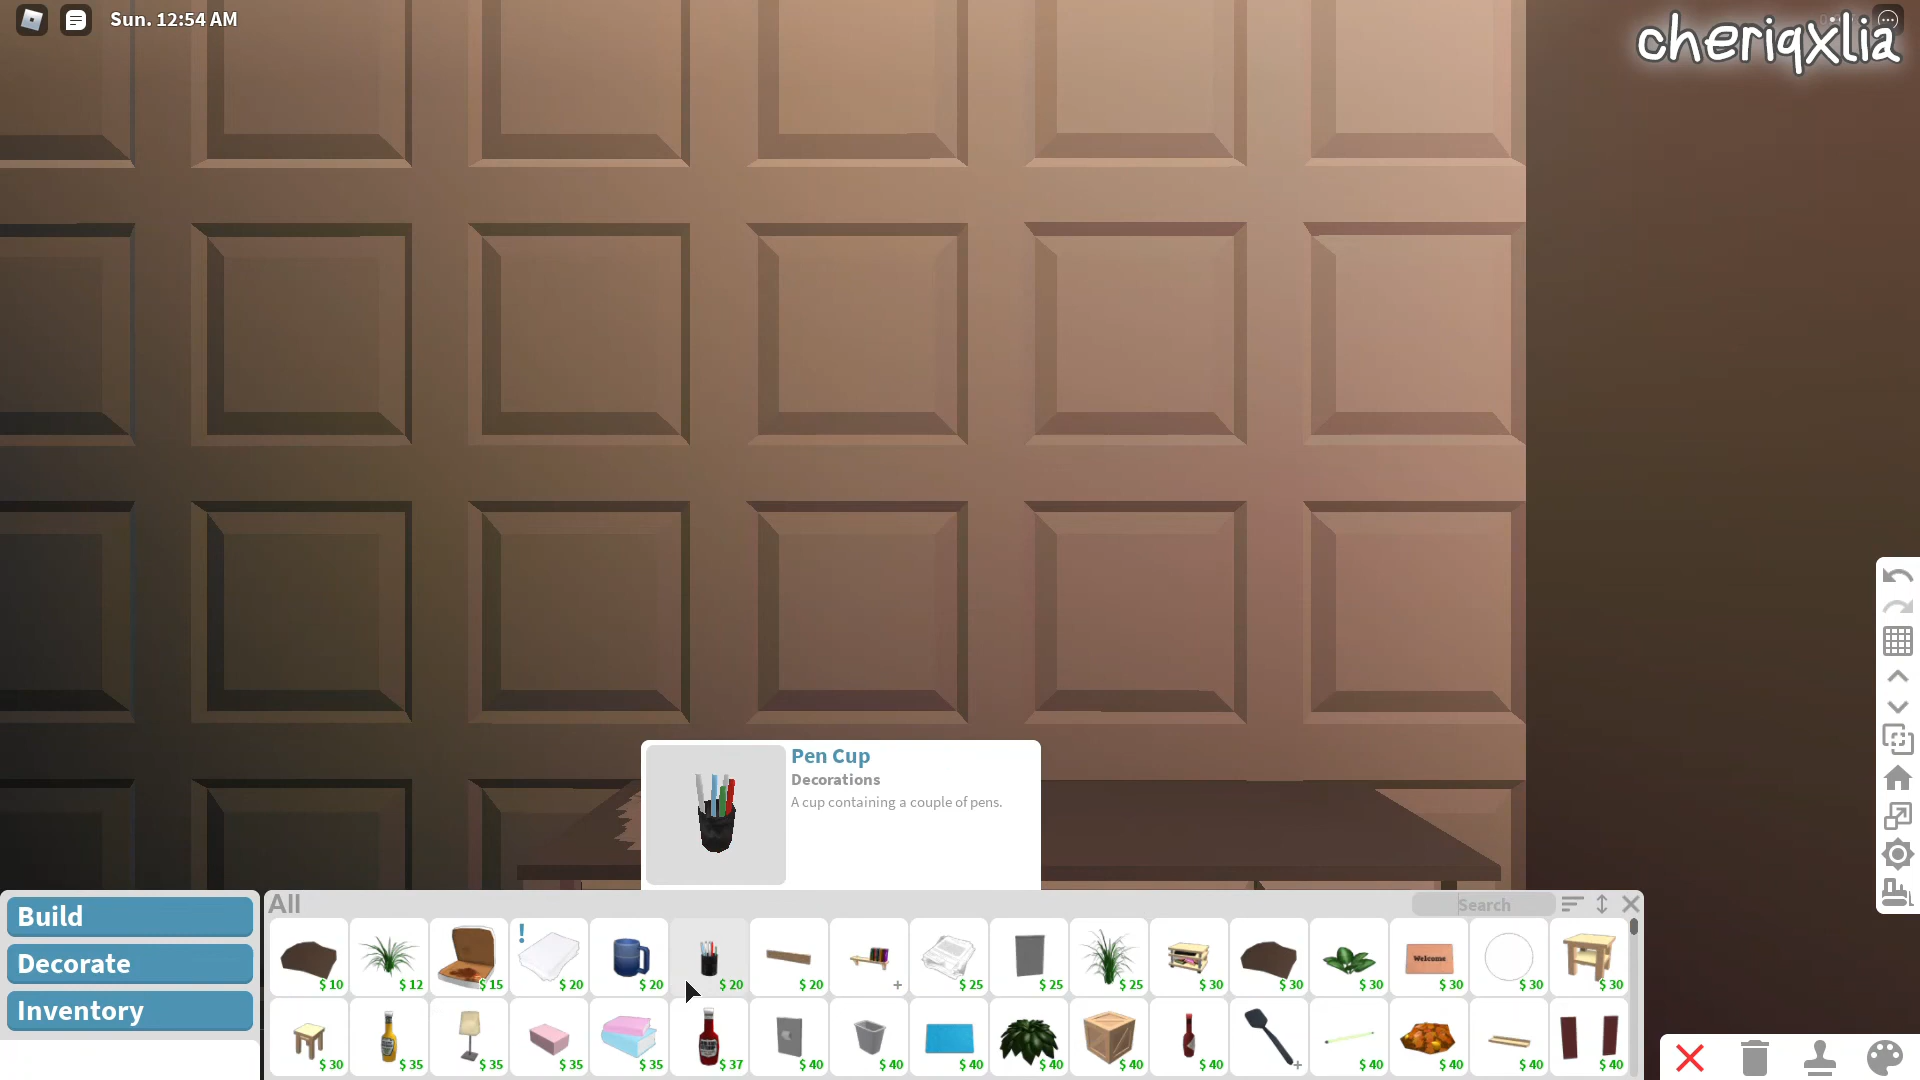 Sun. 12:54 AM
cheriqxlia
Pen Cup
Decorations
A cup containing a couple of pens.
Build
Decorate
Inventory
All
Search
$ 10 $ 12 $ 15 ! $ 20 $ 20 $ 20 $ 20 + $ 25 $ 25 $ 25 $ 30 $ 30 $ 30 Welcome $ 30 $ 30 $ 30
$ 30 $ 35 $ 35 $ 35 $ 35 $ 37 $ 40 $ 40 $ 40 $ 40 $ 40 $ 40 + $ 40 $ 40 $ 40 $ 40